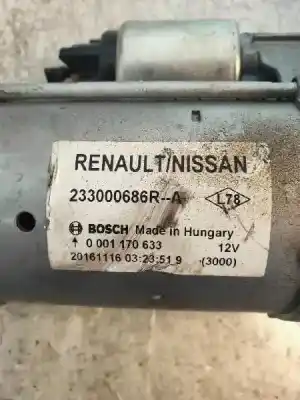 RENAULT/NISSAN
233000686R--A L78
BOSCH Made in Hungary
0 001 170 633 12V
20161116 03:23:51 9 (3000)